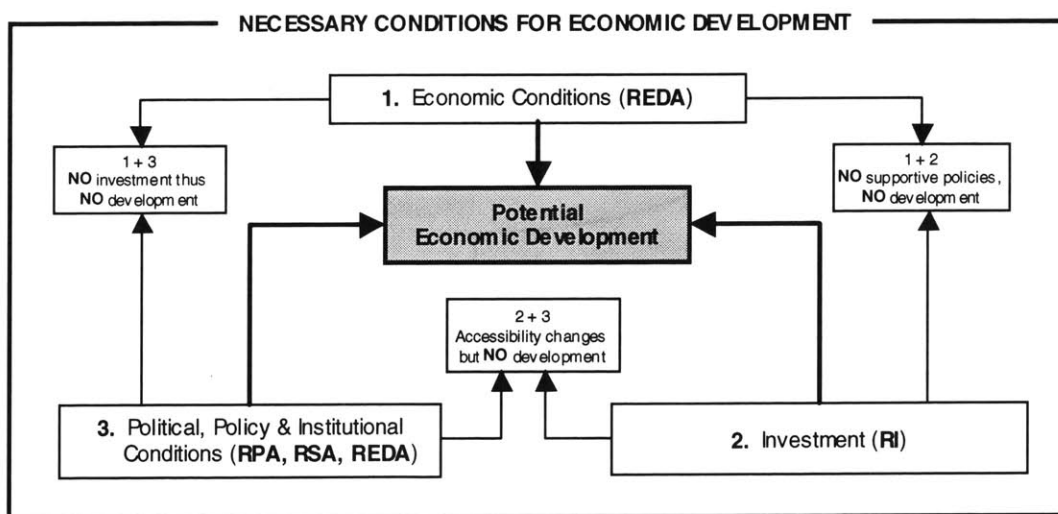 NECESSARY CONDITIONS FOR ECONOMIC DEVELOPMENT
1. Economic Conditions (REDA)
1 + 3
NO investment thus
NO development
1 + 2
NO supportive policies,
NO development
Potential
Economic Development
2 + 3
Accessibility changes
but NO development
3. Political, Policy & Institutional
Conditions (RPA, RSA, REDA)
2. Investment (RI)